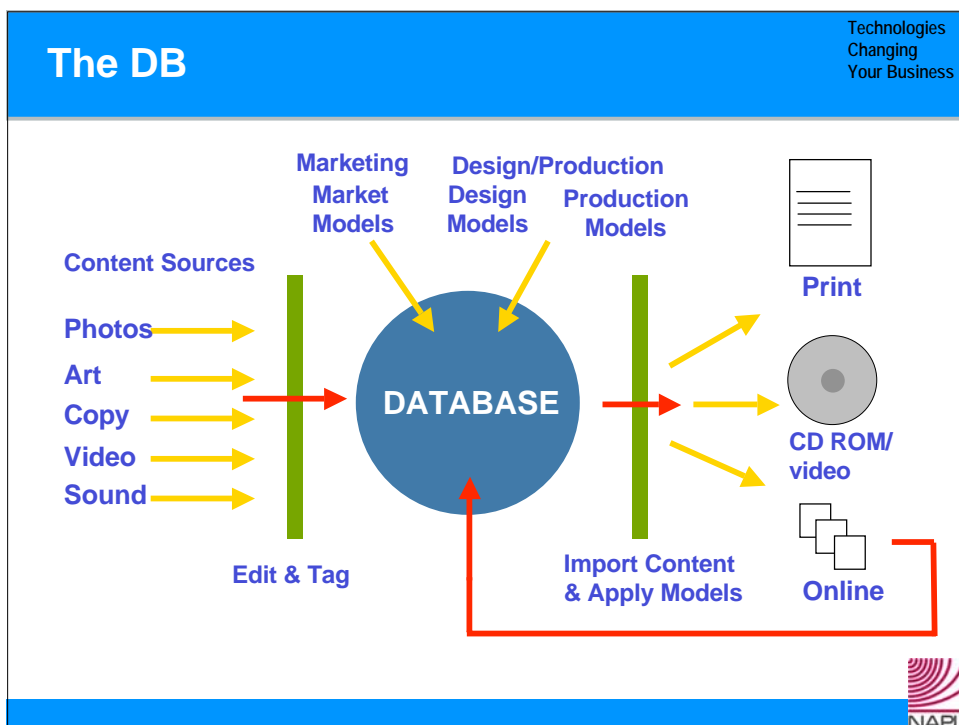 The DB
Technologies
Changing
Your Business
Marketing
Market
Models
Design/Production
Design
Models
Production
Models
Content Sources
Photos
Art
Copy
Video
Sound
Edit & Tag
DATABASE
Import Content
& Apply Models
Print
CD ROM/
video
Online
NAPL